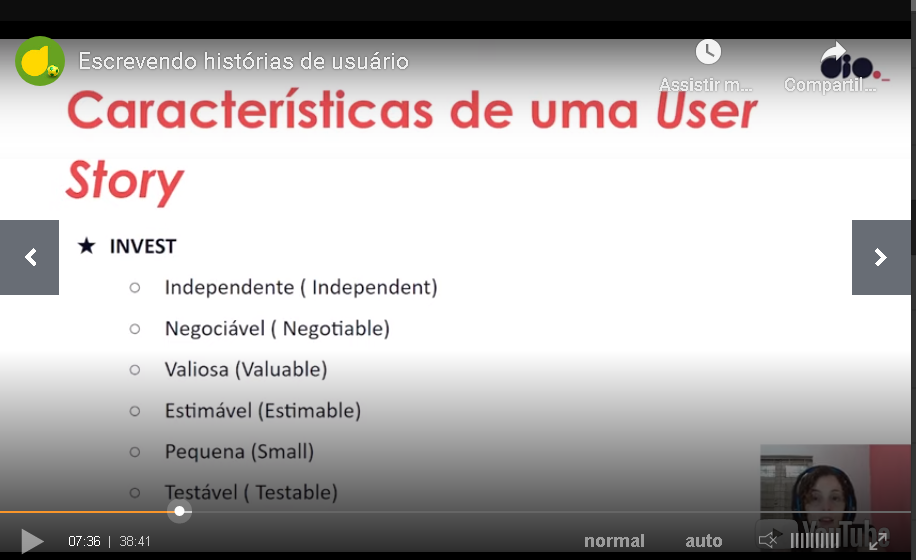 Escrevendo histórias de usuário
Assistir m...
Compartil...
dio._
Características de uma User
Story
★ INVEST
○ Independente ( Independent)
○ Negociável ( Negotiable)
○ Valiosa (Valuable)
○ Estimável (Estimable)
○ Pequena (Small)
○ Testável ( Testable)
07:36 | 38:41
normal
auto
YouTube